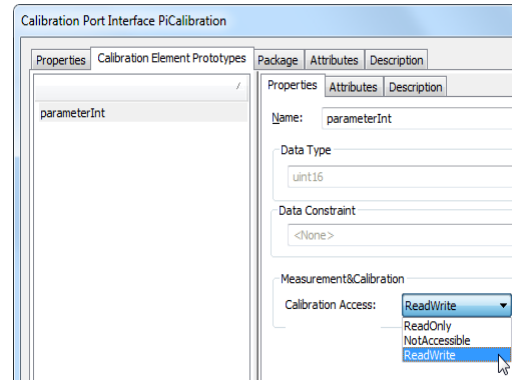 Calibration Port Interface PiCalibration
Properties Calibration Element Prototypes Package Attributes Description
parameterInt
Properties Attributes Description
Name: parameterInt
Data Type
uint16
Data Constraint
<None>
Measurement&Calibration
Calibration Access: ReadWrite
ReadOnly
NotAccessible
ReadWrite